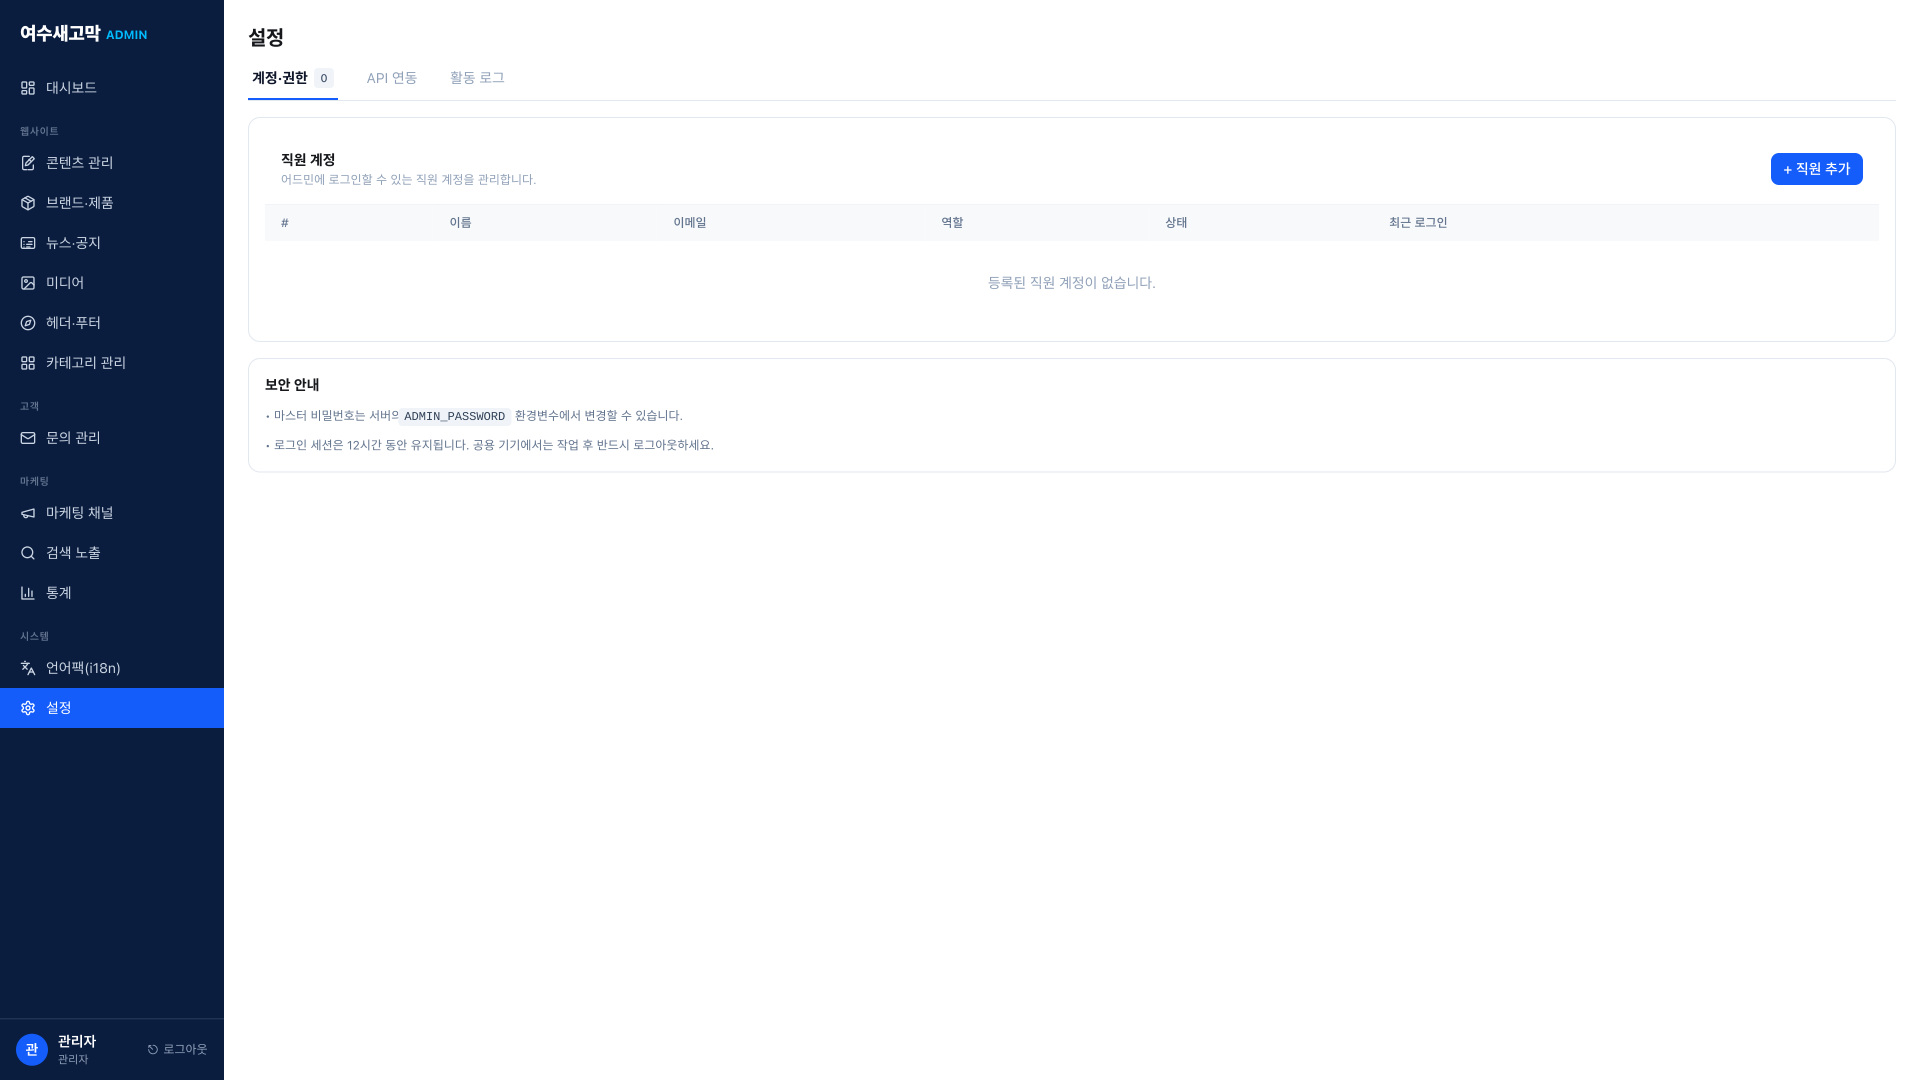 여수새고막 ADMIN
대시보드
웹사이트
콘텐츠 관리
브랜드·제품
뉴스·공지
미디어
헤더·푸터
카테고리 관리
고객
문의 관리
마케팅
마케팅 채널
검색 노출
통계
시스템
언어팩(i18n)
설정
관
관리자
관리자
로그아웃
설정
계정·권한 0 API 연동 활동 로그
직원 계정
어드민에 로그인할 수 있는 직원 계정을 관리합니다.
+ 직원 추가
# 이름 이메일 역할 상태 최근 로그인
등록된 직원 계정이 없습니다.
보안 안내
• 마스터 비밀번호는 서버의 ADMIN_PASSWORD 환경변수에서 변경할 수 있습니다.
• 로그인 세션은 12시간 동안 유지됩니다. 공용 기기에서는 작업 후 반드시 로그아웃하세요.